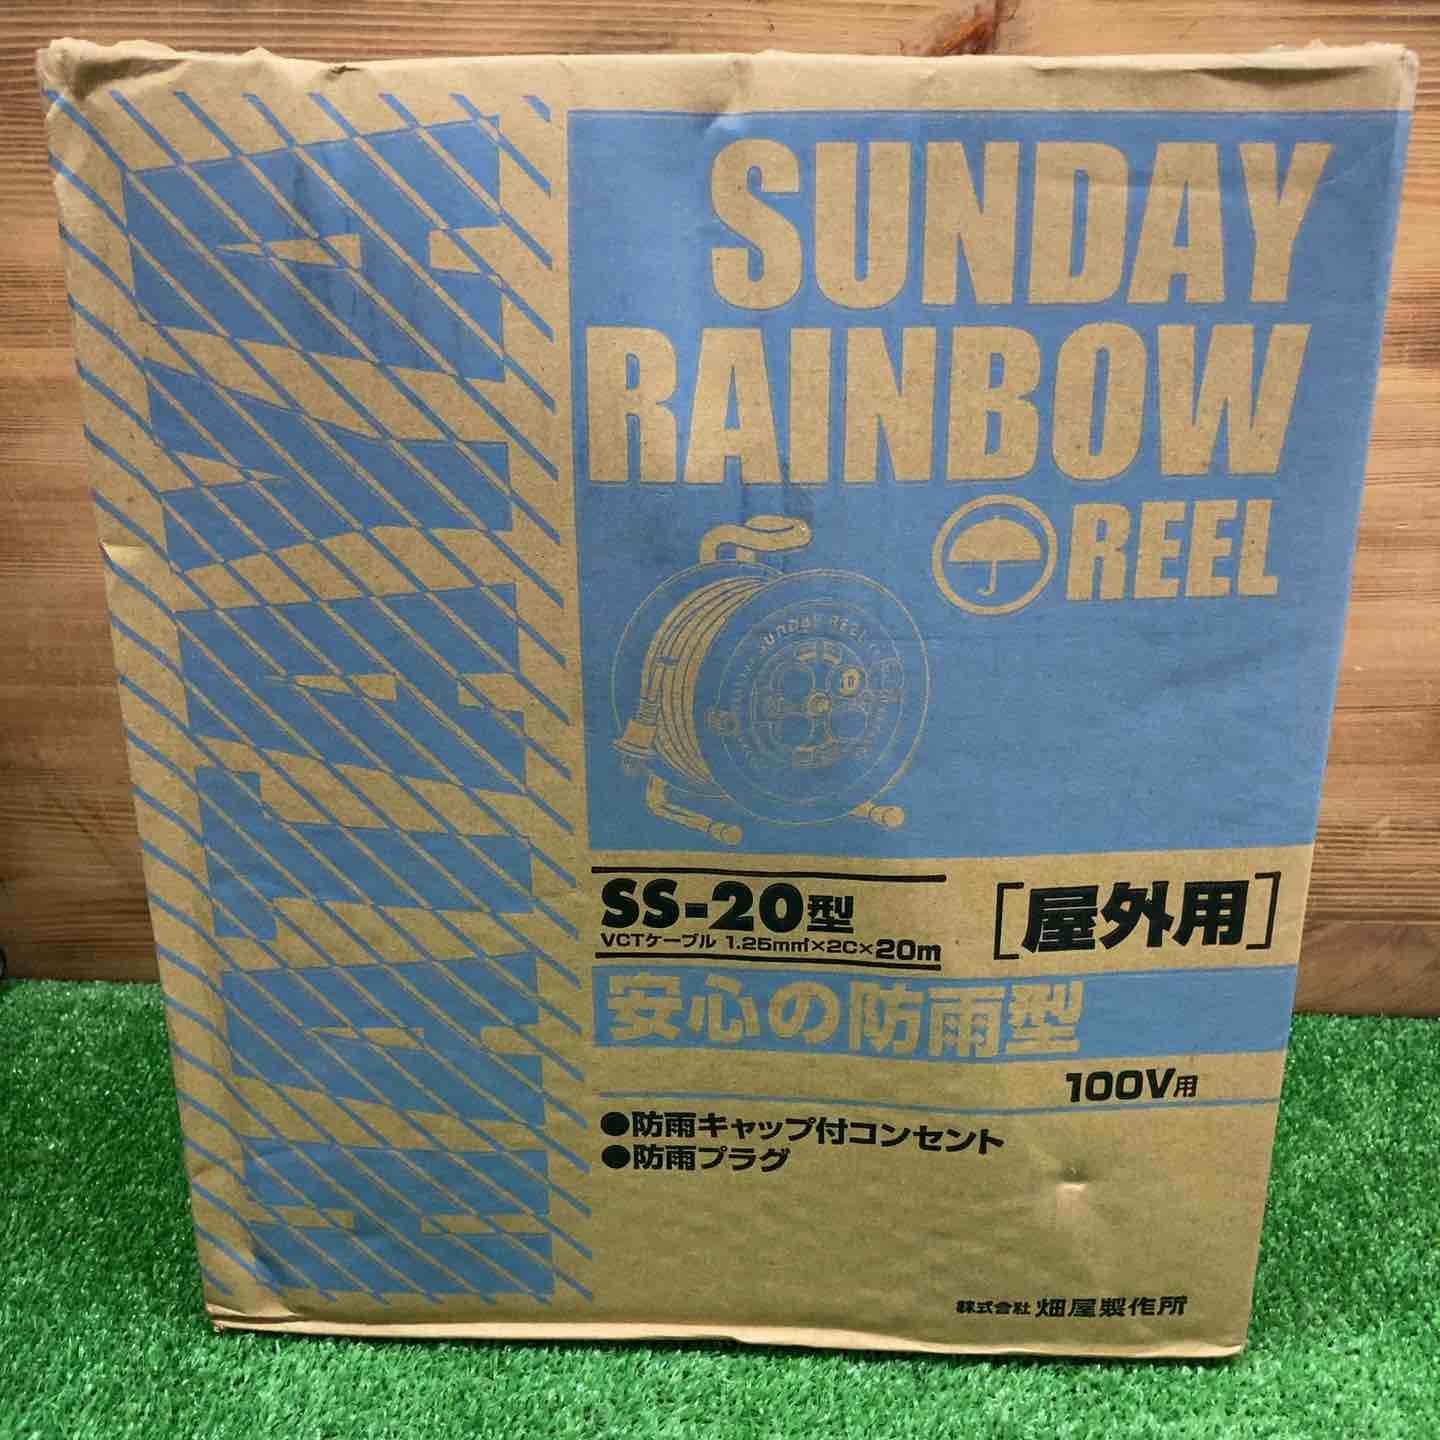 SUNDAY
RAINBOW
REEL
SUNDAY REEL
SS-20型
VCTケーブル 1.25m㎡×2C×20m
[屋外用]
安心の防雨型
100V用
●防雨キャップ付コンセント
●防雨プラグ
株式会社 畑屋製作所